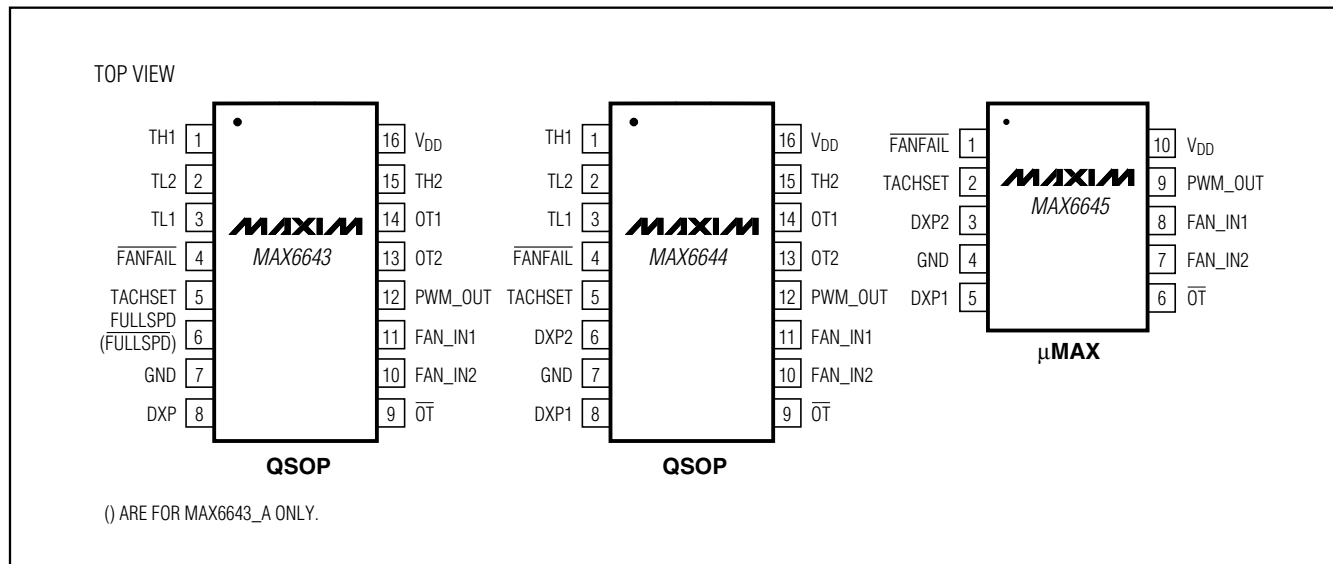 TOP VIEW
TH1 1
TL2 2
TL1 3
FANFAIL 4
TACHSET 5
FULLSPD
(FULLSPD) 6
GND 7
DXP 8
16 VDD
15 TH2
14 OT1
13 OT2
12 PWM_OUT
11 FAN_IN1
10 FAN_IN2
9 OT
MAXIM
MAX6643
QSOP
TH1 1
TL2 2
TL1 3
FANFAIL 4
TACHSET 5
DXP2 6
GND 7
DXP1 8
16 VDD
15 TH2
14 OT1
13 OT2
12 PWM_OUT
11 FAN_IN1
10 FAN_IN2
9 OT
MAXIM
MAX6644
QSOP
FANFAIL 1
TACHSET 2
DXP2 3
GND 4
DXP1 5
10 VDD
9 PWM_OUT
8 FAN_IN1
7 FAN_IN2
6 OT
MAXIM
MAX6645
µMAX
() ARE FOR MAX6643_A ONLY.